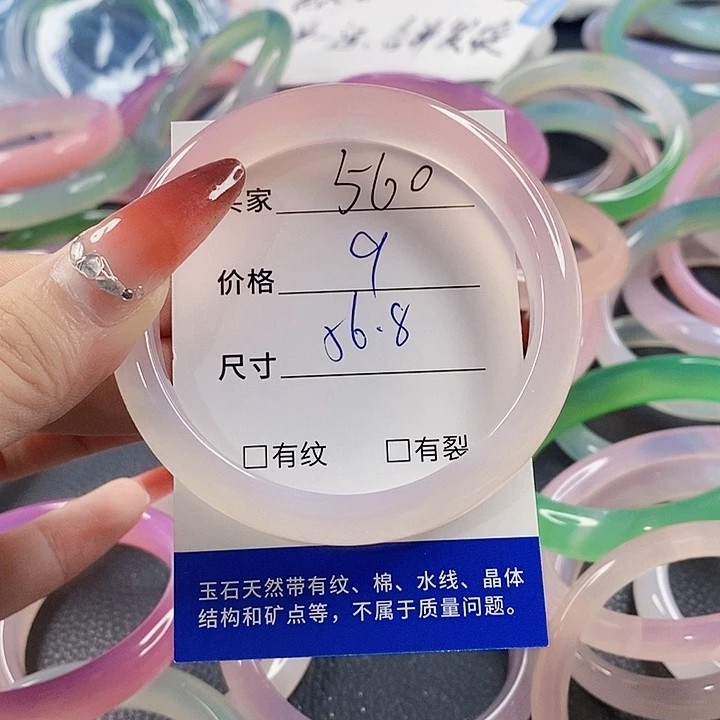 家 560
价格 9
尺寸 56.8
□有纹 □有裂
玉石天然带有纹、棉、水线、晶体
结构和矿点等，不属于质量问题。